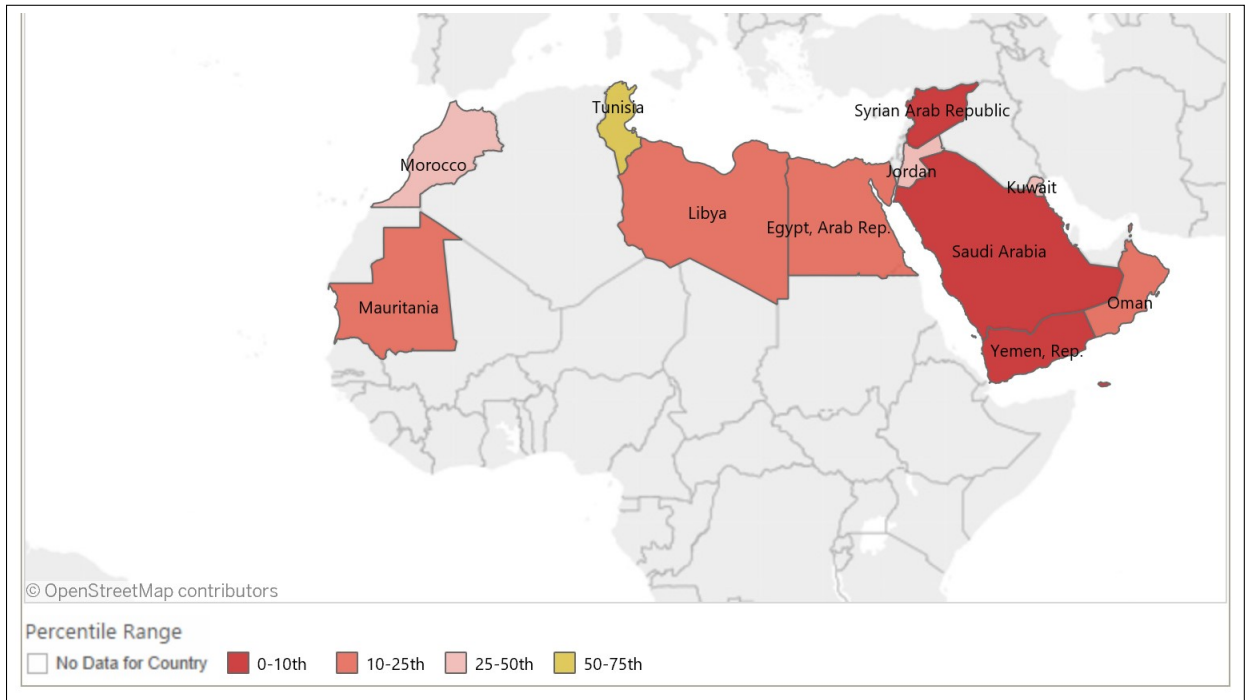 Tunisia
Syrian Arab Republic
Morocco
Jordan
Kuwait
Libya
Egypt, Arab Rep.
Saudi Arabia
Mauritania
Oman
Yemen, Rep.
© OpenStreetMap contributors
Percentile Range
No Data for Country 0-10th 10-25th 25-50th 50-75th